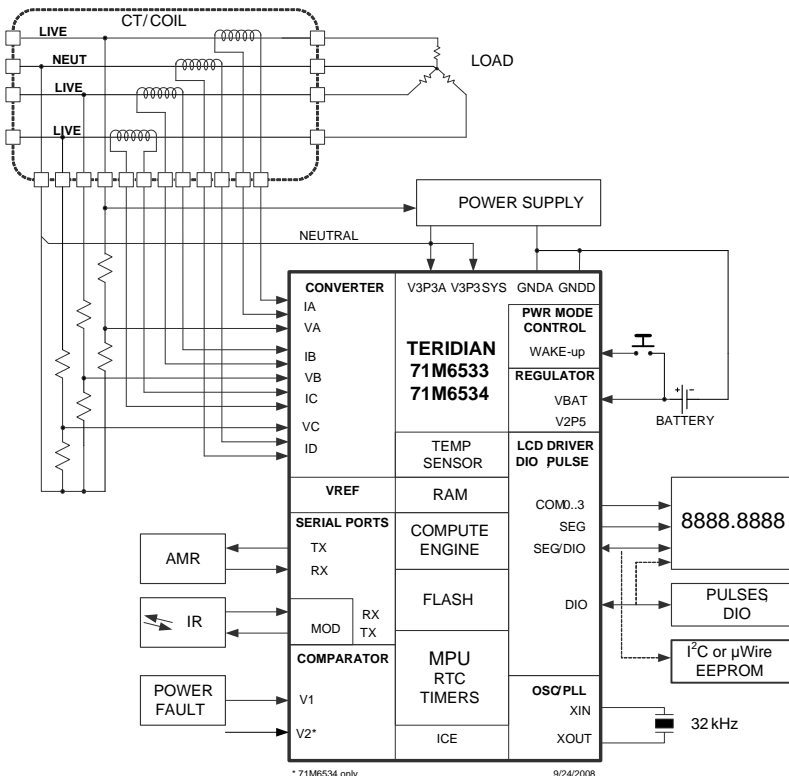 CT/COIL
LIVE
NEUT
LIVE
LIVE
LOAD
POWER SUPPLY
NEUTRAL
CONVERTER
IA
VA
IB
VB
IC
VC
ID
V3P3A V3P3SYS
GNDA GNDD
TERIDIAN
71M6533
71M6534
PWR MODE
CONTROL
WAKE-up
REGULATOR
VBAT
V2P5
+ -
BATTERY
TEMP
SENSOR
LCD DRIVER
DIO, PULSE
VREF
RAM
COM0..3
SEG
SEG/DIO
DIO
8888.8888
SERIAL PORTS
TX
RX
COMPUTE
ENGINE
AMR
FLASH
IR
MOD
RX
TX
PULSES,
DIO
I²C or µWire
EEPROM
COMPARATOR
V1
V2*
POWER
FAULT
MPU
RTC
TIMERS
ICE
OSC/PLL
XIN
XOUT
32 kHz
* 71M6534 only
9/24/2008